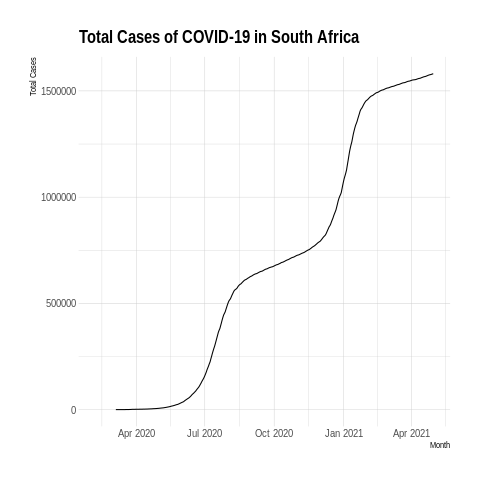 Total Cases of COVID-19 in South Africa
Total Cases
1500000
1000000
500000
0
Apr 2020 Jul 2020 Oct 2020 Jan 2021 Apr 2021
Month